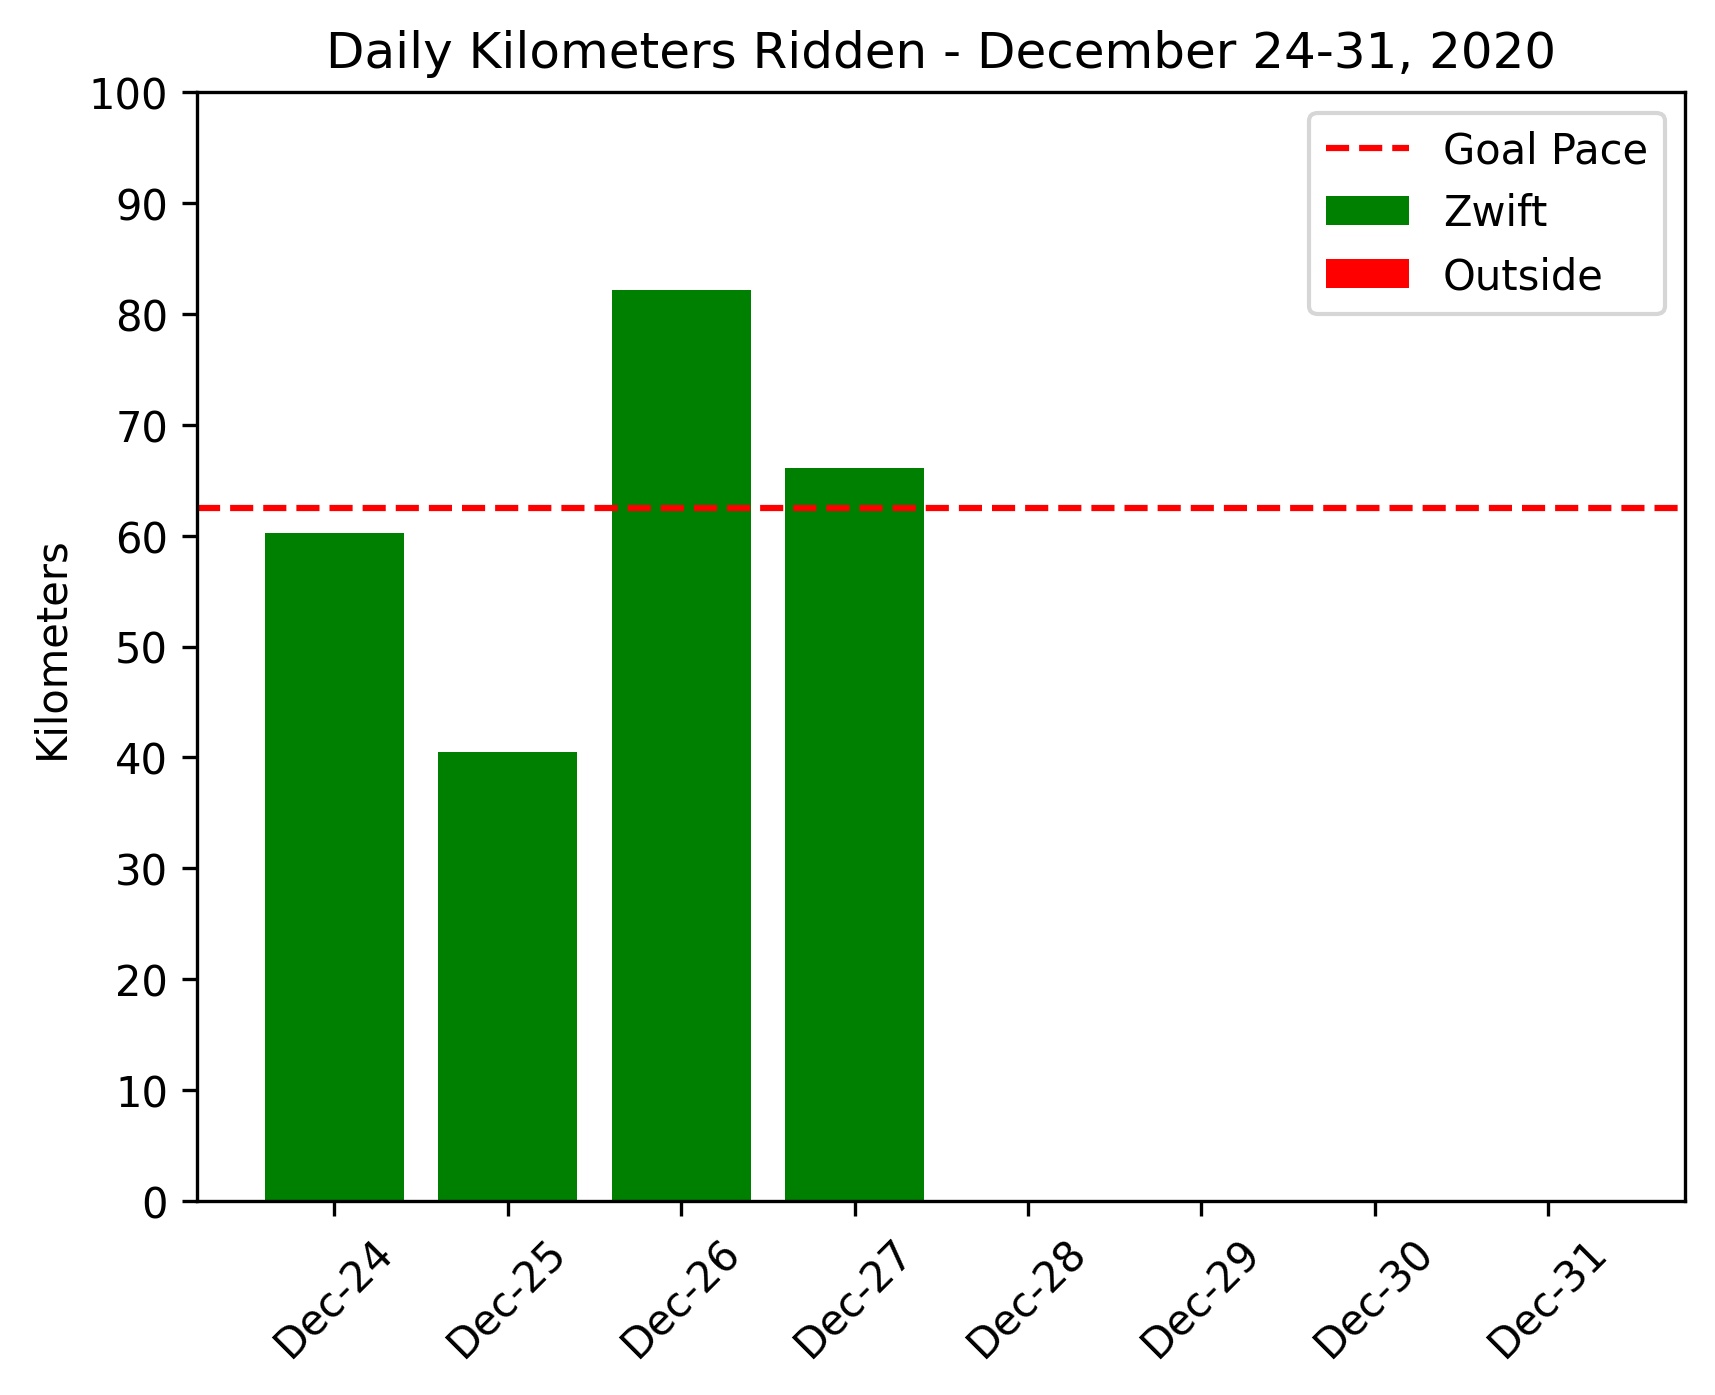 Daily Kilometers Ridden - December 24-31, 2020
100
90
80
70
60
50
40
30
20
10
0
Kilometers
Goal Pace
Zwift
Outside
Dec-24
Dec-25
Dec-26
Dec-27
Dec-28
Dec-29
Dec-30
Dec-31